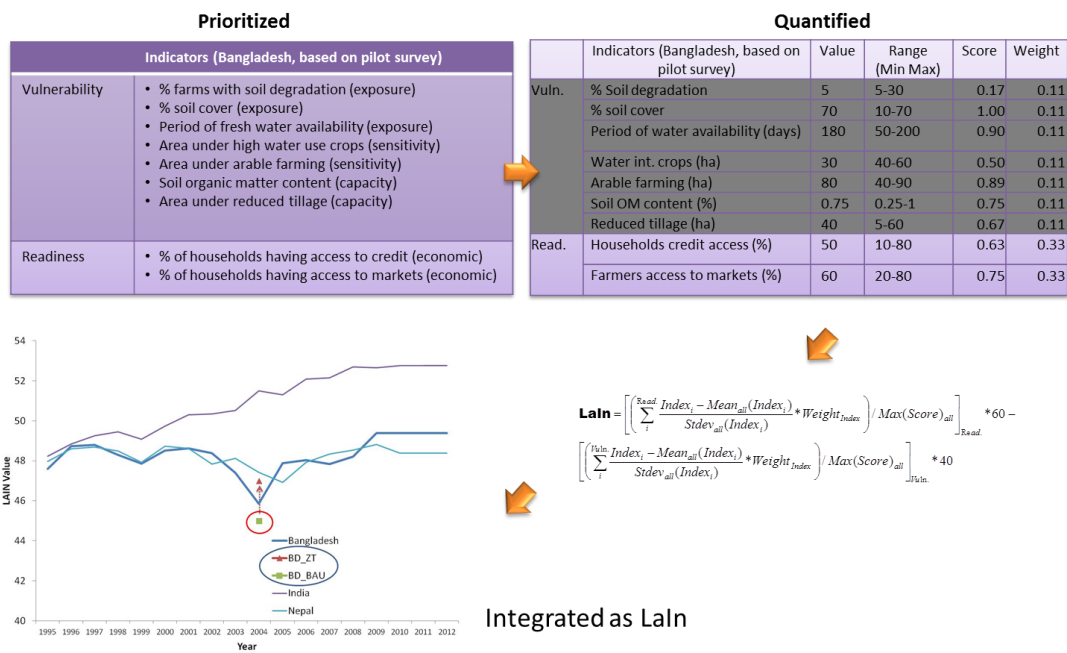 Prioritized
Indicators (Bangladesh, based on pilot survey)
Vulnerability
• % farms with soil degradation (exposure)
• % soil cover (exposure)
• Period of fresh water availability (exposure)
• Area under high water use crops (sensitivity)
• Area under arable farming (sensitivity)
• Soil organic matter content (capacity)
• Area under reduced tillage (capacity)
Readiness
• % of households having access to credit (economic)
• % of households having access to markets (economic)
Quantified
Indicators (Bangladesh, based on pilot survey) Value Range (Min Max) Score Weight
Vuln. % Soil degradation 5 5-30 0.17 0.11
% soil cover 70 10-70 1.00 0.11
Period of water availability (days) 180 50-200 0.90 0.11
Water int. crops (ha) 30 40-60 0.50 0.11
Arable farming (ha) 80 40-90 0.89 0.11
Soil OM content (%) 0.75 0.25-1 0.75 0.11
Reduced tillage (ha) 40 5-60 0.67 0.11
Read. Households credit access (%) 50 10-80 0.63 0.33
Farmers access to markets (%) 60 20-80 0.75 0.33
LaIn = [(∑_i^Read. (Index_i − Mean_all(Index_i)) / Stdev_all(Index_i) * Weight_Index) / Max(Score)_all]_Read. *60 −
[(∑_i^Vuln. (Index_i − Mean_all(Index_i)) / Stdev_all(Index_i) * Weight_Index) / Max(Score)_all]_Vuln. *40
LAIN Value
54
52
50
48
46
44
42
40
Bangladesh
BD_ZT
BD_BAU
India
Nepal
1995 1996 1997 1998 1999 2000 2001 2002 2003 2004 2005 2006 2007 2008 2009 2010 2011 2012
Year
Integrated as LaIn